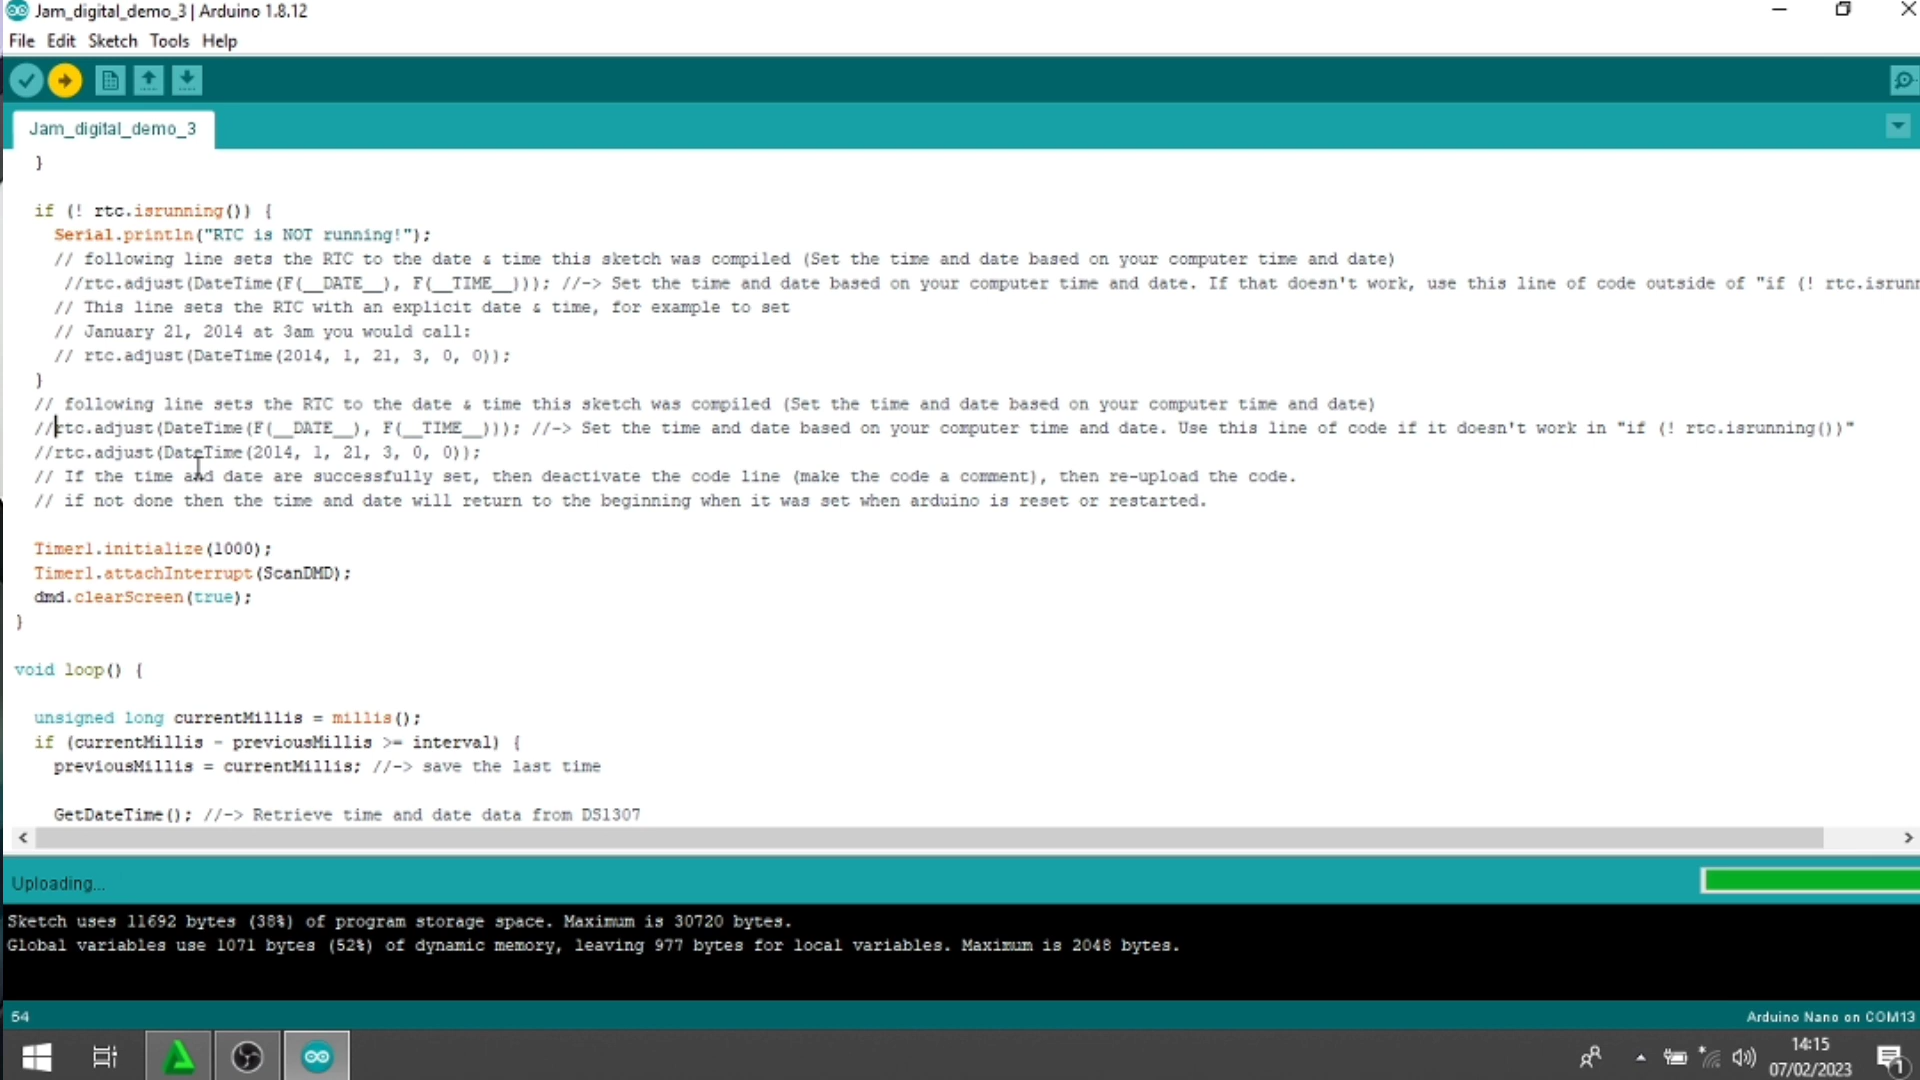 Jam_digital_demo_3 | Arduino 1.8.12
File Edit Sketch Tools Help
Jam_digital_demo_3
}
if (! rtc.isrunning()) {
Serial.println("RTC is NOT running!");
// following line sets the RTC to the date & time this sketch was compiled (Set the time and date based on your computer time and date)
//rtc.adjust(DateTime(F(__DATE__), F(__TIME__))); //-> Set the time and date based on your computer time and date. If that doesn't work, use this line of code outside of "if (! rtc.isrunn
// This line sets the RTC with an explicit date & time, for example to set
// January 21, 2014 at 3am you would call:
// rtc.adjust(DateTime(2014, 1, 21, 3, 0, 0));
}
// following line sets the RTC to the date & time this sketch was compiled (Set the time and date based on your computer time and date)
//rtc.adjust(DateTime(F(__DATE__), F(__TIME__))); //-> Set the time and date based on your computer time and date. Use this line of code if it doesn't work in "if (! rtc.isrunning())"
//rtc.adjust(DateTime(2014, 1, 21, 3, 0, 0));
// If the time and date are successfully set, then deactivate the code line (make the code a comment), then re-upload the code.
// if not done then the time and date will return to the beginning when it was set when arduino is reset or restarted.
Timer1.initialize(1000);
Timer1.attachInterrupt(ScanDMD);
dmd.clearScreen(true);
}
void loop() {
unsigned long currentMillis = millis();
if (currentMillis - previousMillis >= interval) {
previousMillis = currentMillis; //-> save the last time
GetDateTime(); //-> Retrieve time and date data from DS1307
Uploading...
Sketch uses 11692 bytes (38%) of program storage space. Maximum is 30720 bytes.
Global variables use 1071 bytes (52%) of dynamic memory, leaving 977 bytes for local variables. Maximum is 2048 bytes.
54
Arduino Nano on COM13
14:15
07/02/2023
1